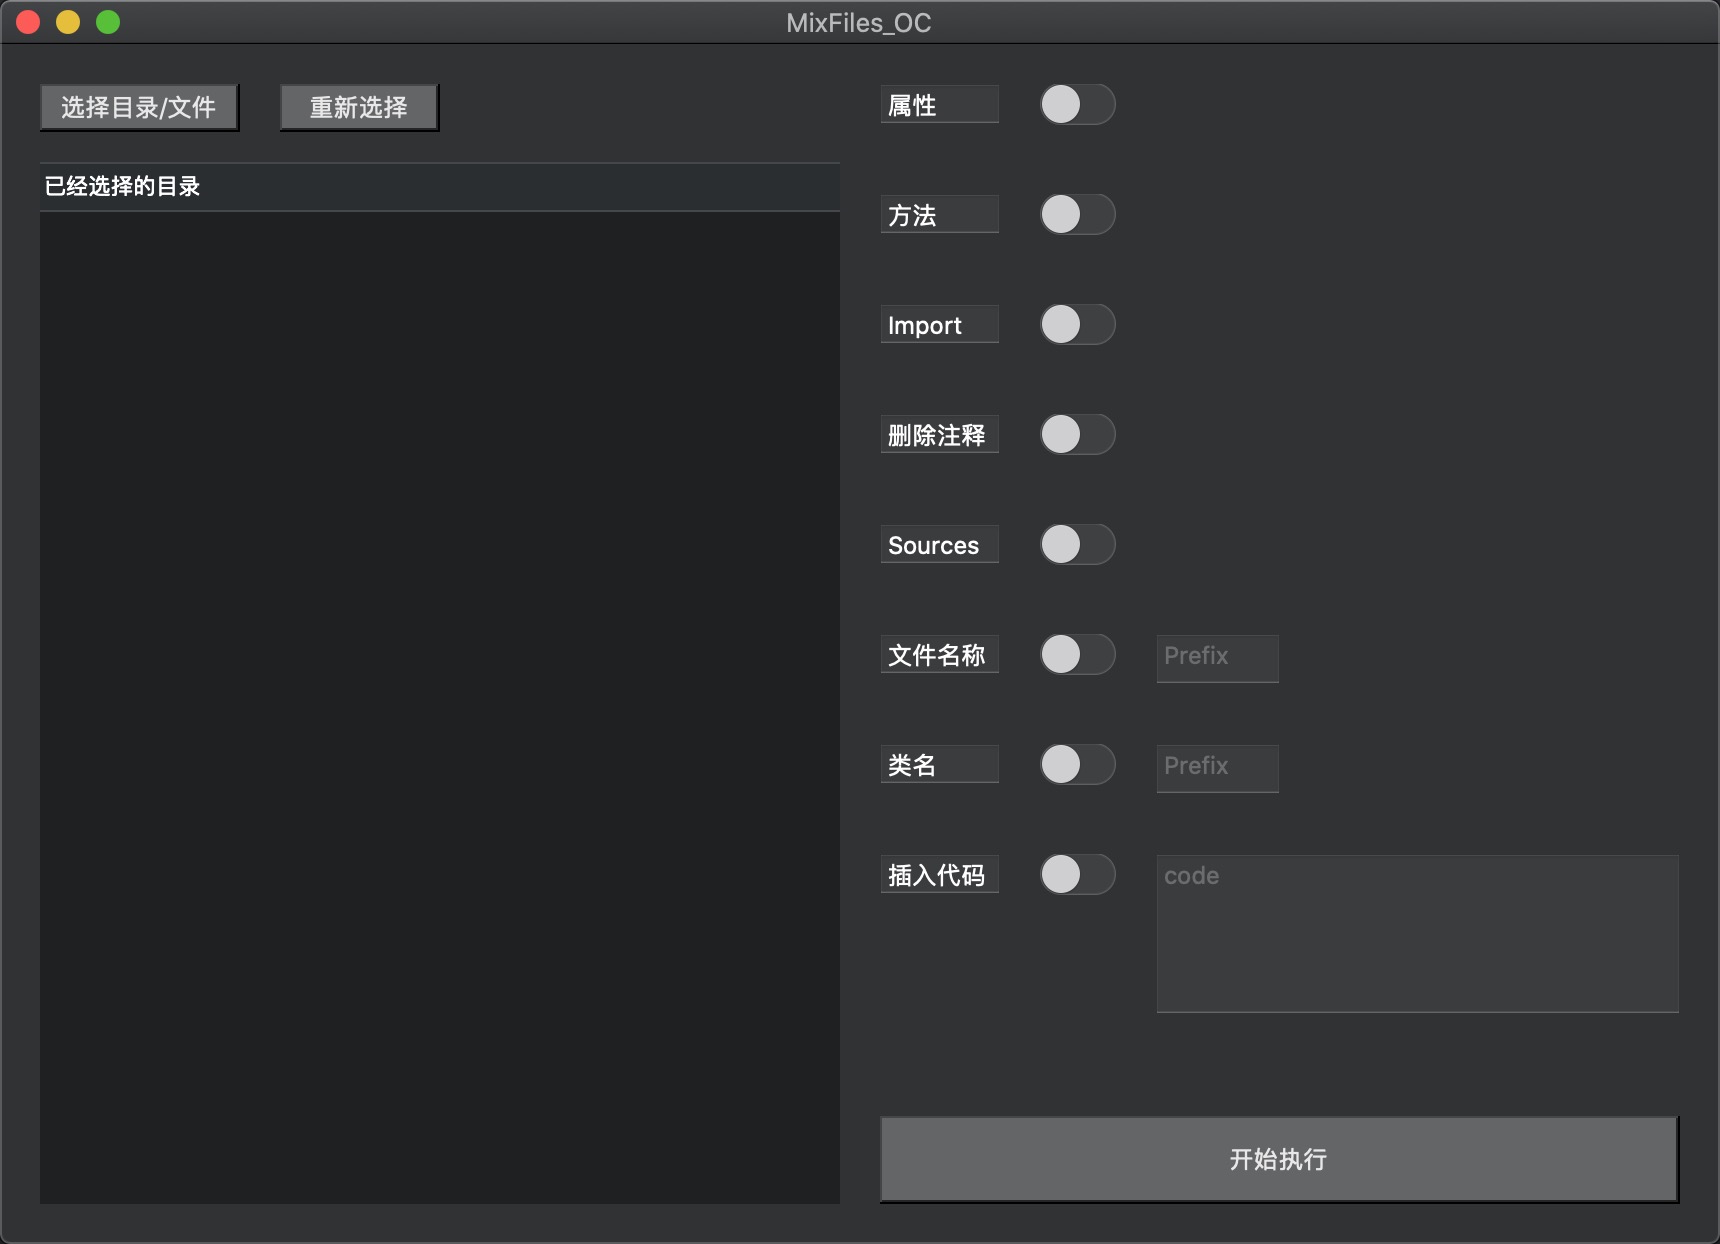 MixFiles_OC
选择目录/文件
重新选择
已经选择的目录
属性
方法
Import
删除注释
Sources
文件名称
Prefix
类名
Prefix
插入代码
code
开始执行